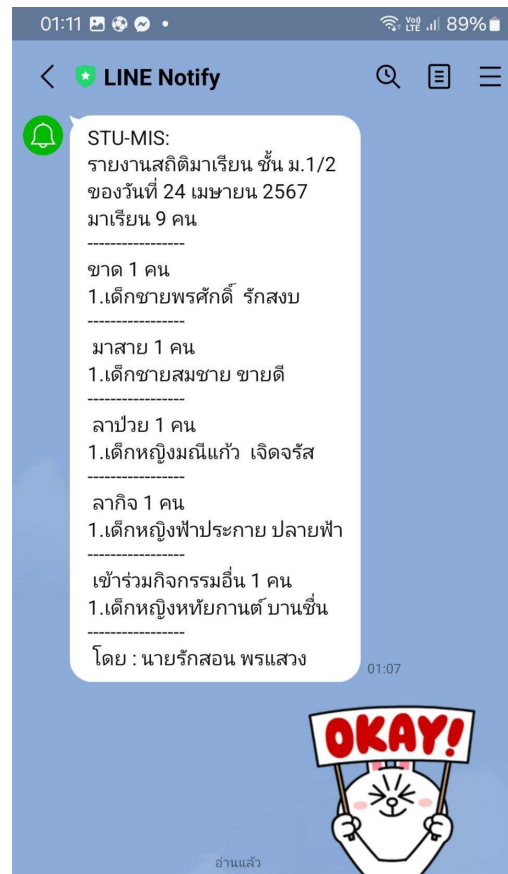 01:11
LTE 89%
LINE Notify
STU-MIS:
รายงานสถิติมาเรียน ชั้น ม.1/2
ของวันที่ 24 เมษายน 2567
มาเรียน 9 คน
-----------------
ขาด 1 คน
1.เด็กชายพรศักดิ์  รักสงบ
-----------------
มาสาย 1 คน
1.เด็กชายสมชาย ขายดี
-----------------
ลาป่วย 1 คน
1.เด็กหญิงมณีแก้ว  เจิดจรัส
-----------------
ลากิจ 1 คน
1.เด็กหญิงฟ้าประกาย ปลายฟ้า
-----------------
เข้าร่วมกิจกรรมอื่น 1 คน
1.เด็กหญิงหทัยกานต์ บานชื่น
-----------------
โดย : นายรักสอน พรแสวง
01:07
OKAY!
อ่านแล้ว